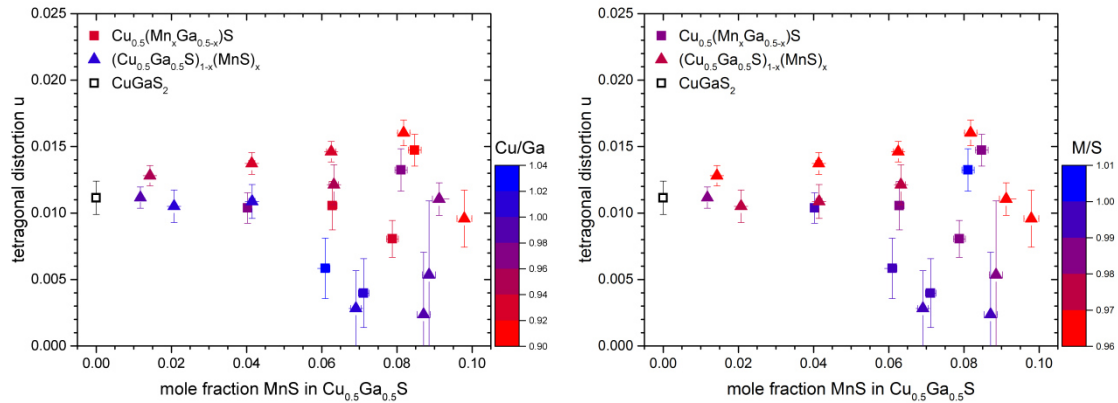 0.025
0.020
0.015
0.010
0.005
0.000
tetragonal distortion u
Cu₀.₅(MnₓGa₀.₅₋ₓ)S
(Cu₀.₅Ga₀.₅S)₁₋ₓ(MnS)ₓ
CuGaS₂
Cu/Ga
1.04
1.02
1.00
0.98
0.96
0.94
0.92
0.90
0.00 0.02 0.04 0.06 0.08 0.10
mole fraction MnS in Cu₀.₅Ga₀.₅S
0.025
0.020
0.015
0.010
0.005
0.000
tetragonal distortion u
Cu₀.₅(MnₓGa₀.₅₋ₓ)S
(Cu₀.₅Ga₀.₅S)₁₋ₓ(MnS)ₓ
CuGaS₂
M/S
1.01
1.00
0.99
0.98
0.97
0.96
0.00 0.02 0.04 0.06 0.08 0.10
mole fraction MnS in Cu₀.₅Ga₀.₅S